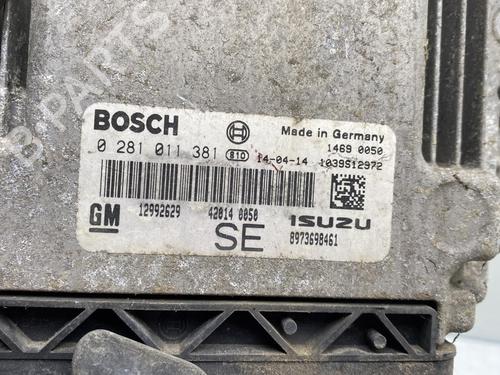 B-PARTS
BOSCH
Made in Germany
1469 0050
0 281 011 381 810 14-04-14 1039S12972
GM 12992629 42014 0050 ISUZU
SE 8973698461